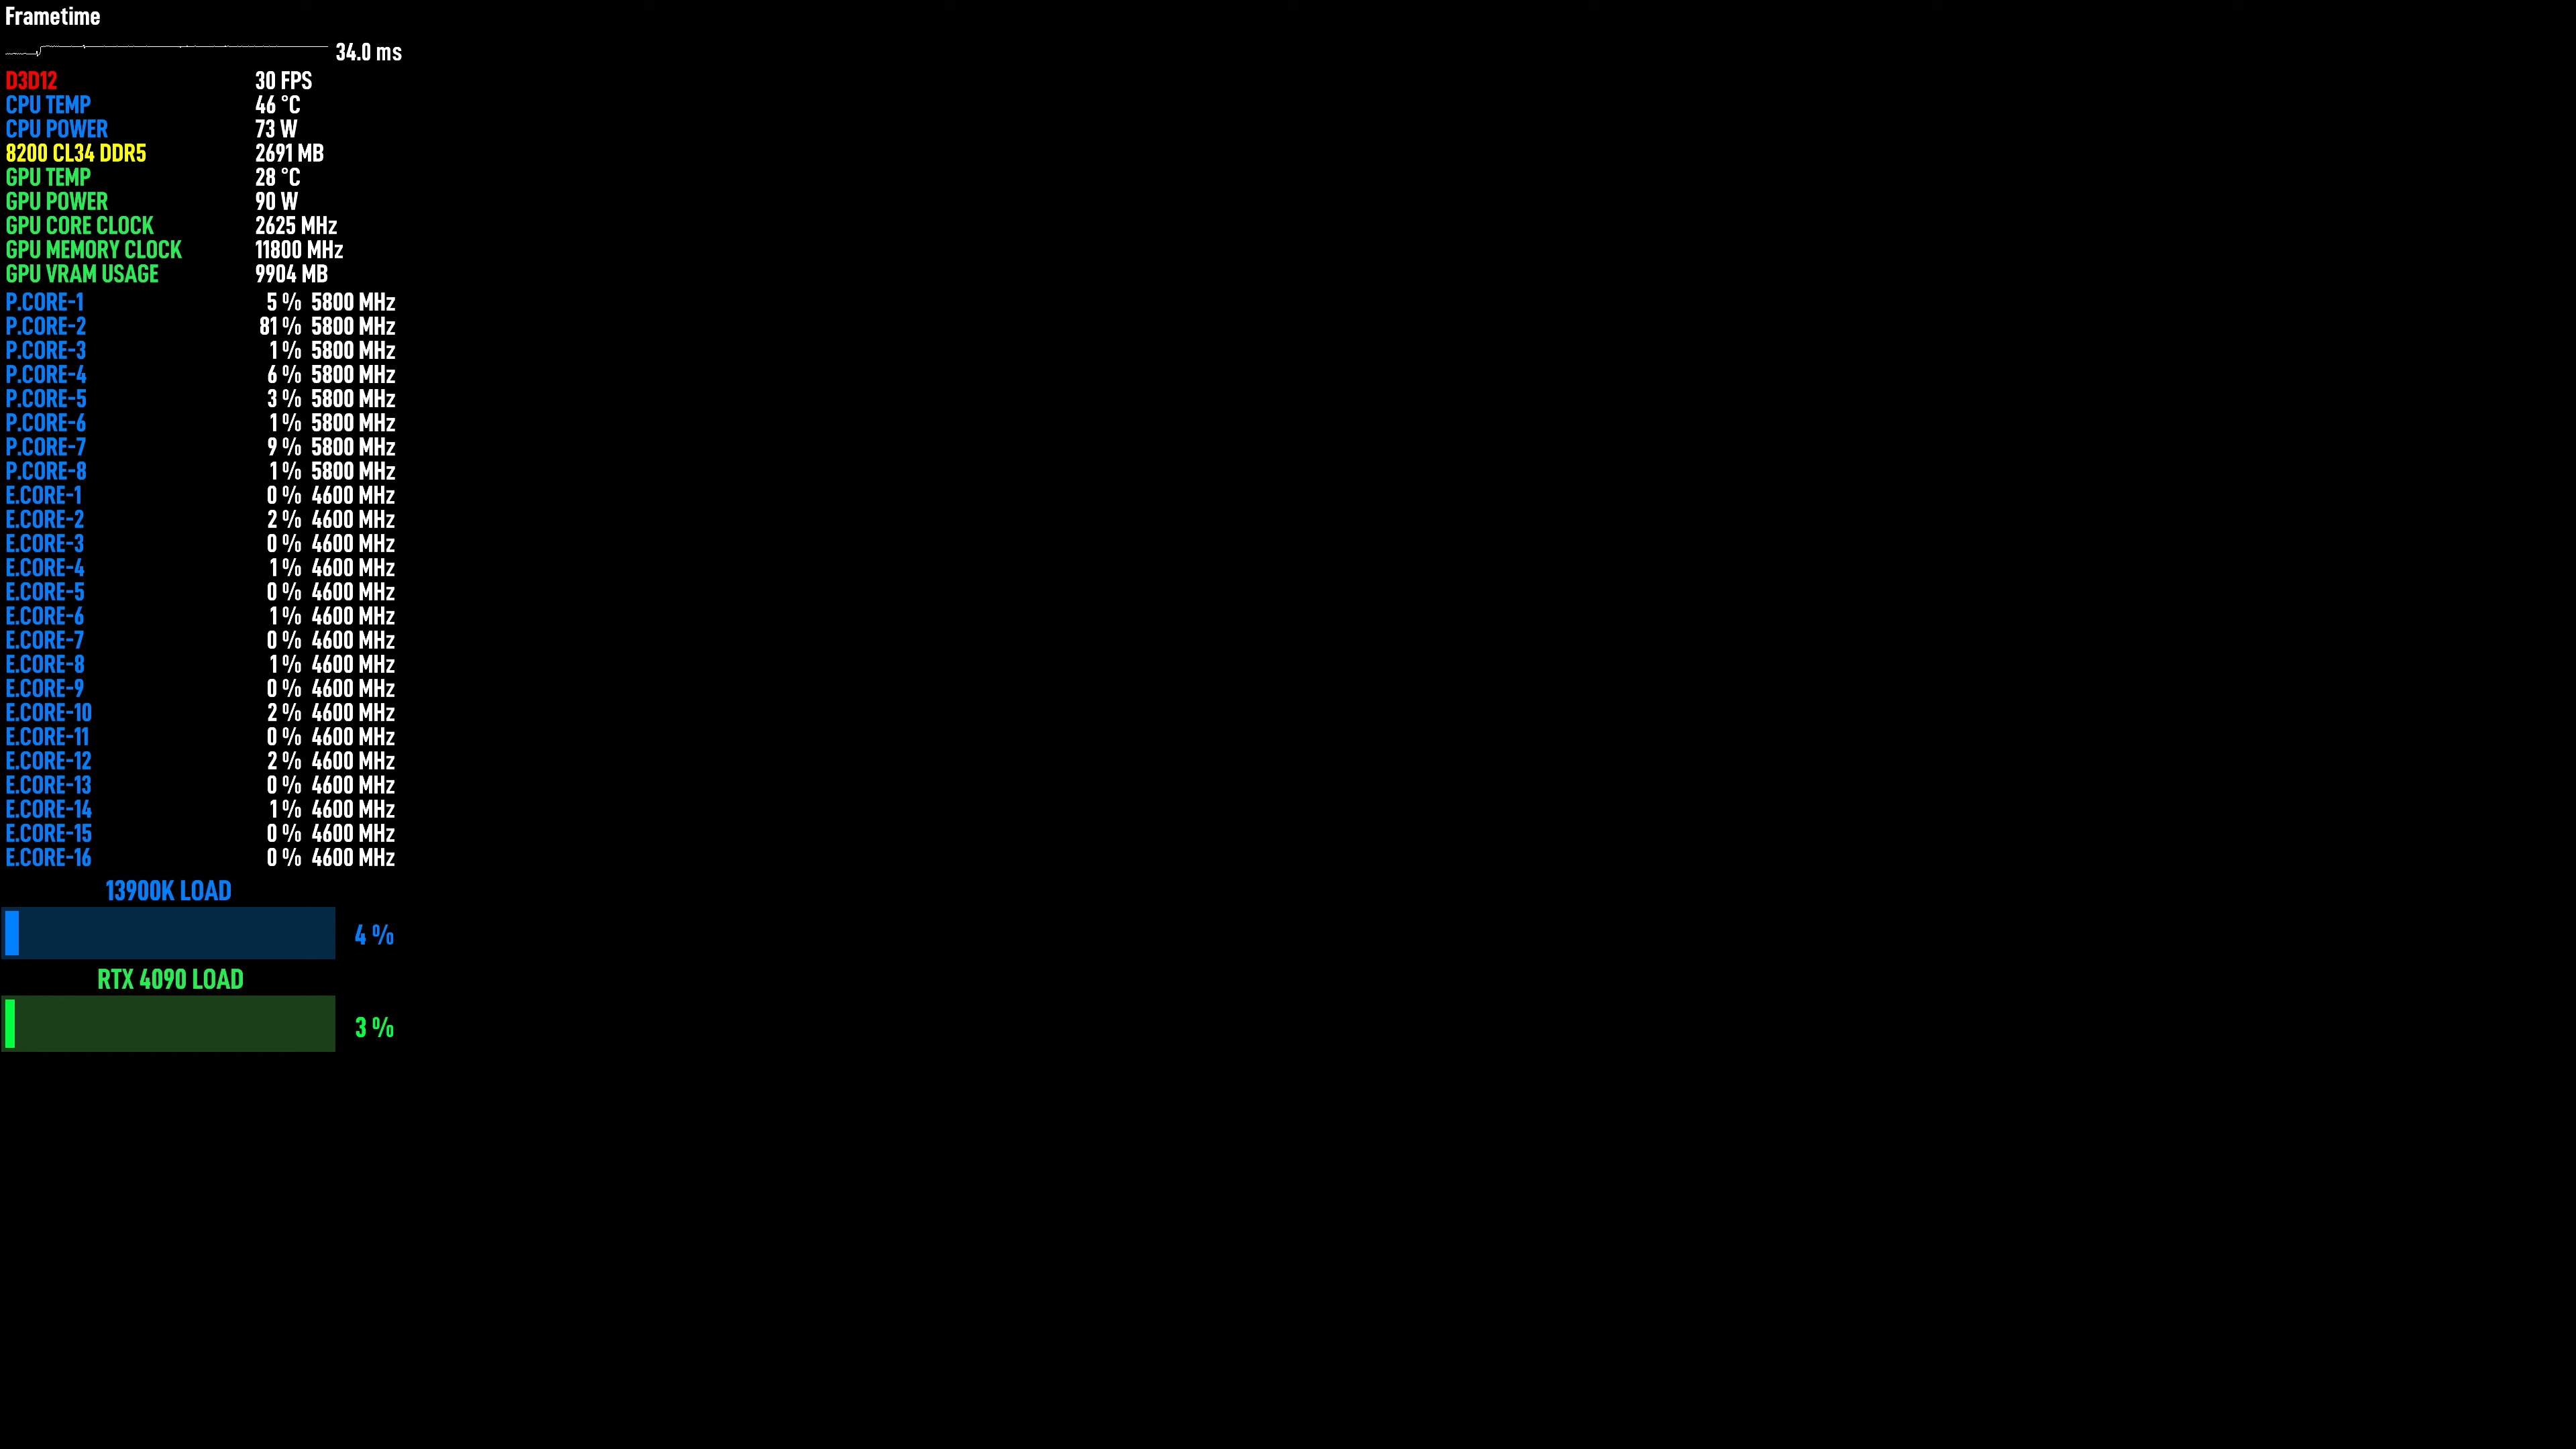 Frametime
34.0 ms
D3D12 30 FPS
CPU TEMP 46 °C
CPU POWER 73 W
8200 CL34 DDR5 2691 MB
GPU TEMP 28 °C
GPU POWER 90 W
GPU CORE CLOCK 2625 MHz
GPU MEMORY CLOCK 11800 MHz
GPU VRAM USAGE 9904 MB
P.CORE-1 5 % 5800 MHz
P.CORE-2 81 % 5800 MHz
P.CORE-3 1 % 5800 MHz
P.CORE-4 6 % 5800 MHz
P.CORE-5 3 % 5800 MHz
P.CORE-6 1 % 5800 MHz
P.CORE-7 9 % 5800 MHz
P.CORE-8 1 % 5800 MHz
E.CORE-1 0 % 4600 MHz
E.CORE-2 2 % 4600 MHz
E.CORE-3 0 % 4600 MHz
E.CORE-4 1 % 4600 MHz
E.CORE-5 0 % 4600 MHz
E.CORE-6 1 % 4600 MHz
E.CORE-7 0 % 4600 MHz
E.CORE-8 1 % 4600 MHz
E.CORE-9 0 % 4600 MHz
E.CORE-10 2 % 4600 MHz
E.CORE-11 0 % 4600 MHz
E.CORE-12 2 % 4600 MHz
E.CORE-13 0 % 4600 MHz
E.CORE-14 1 % 4600 MHz
E.CORE-15 0 % 4600 MHz
E.CORE-16 0 % 4600 MHz
13900K LOAD
4 %
RTX 4090 LOAD
3 %